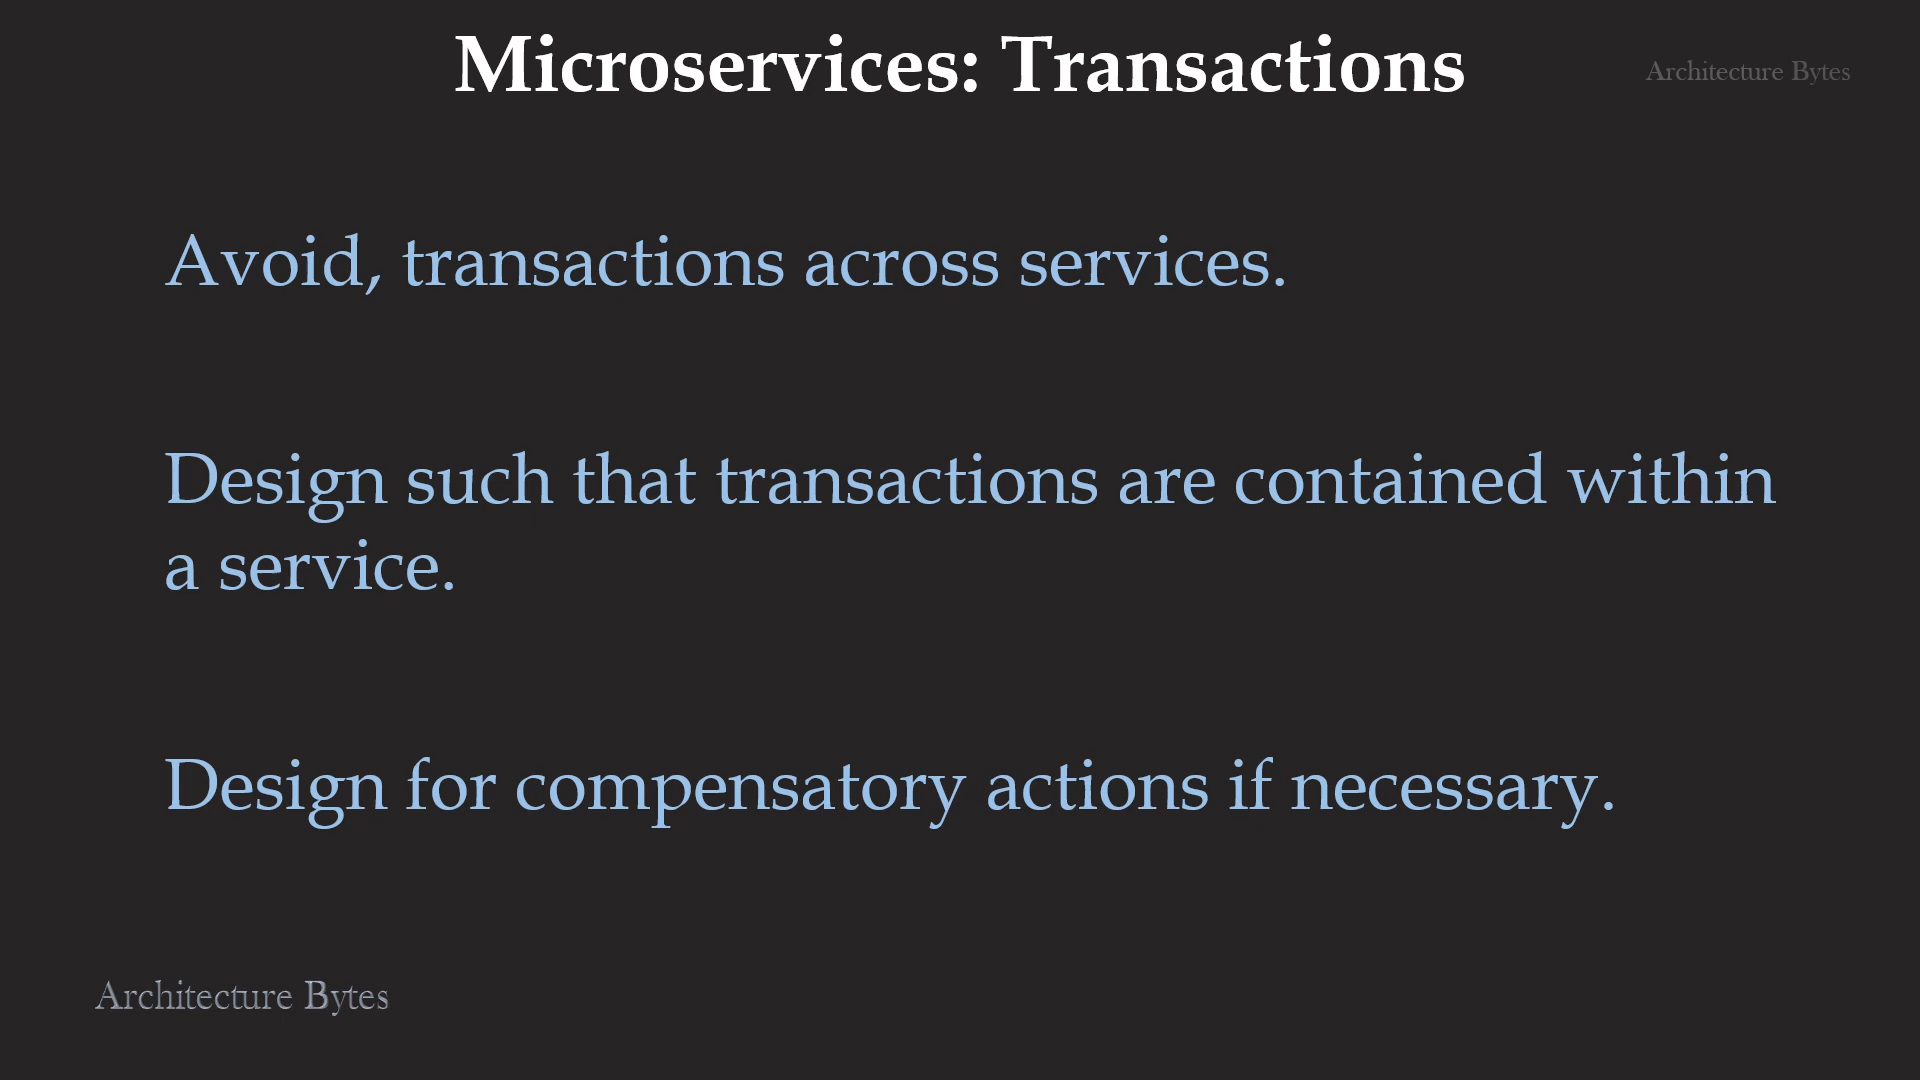 Microservices: Transactions
Architecture Bytes
Avoid, transactions across services.
Design such that transactions are contained within
a service.
Design for compensatory actions if necessary.
Architecture Bytes